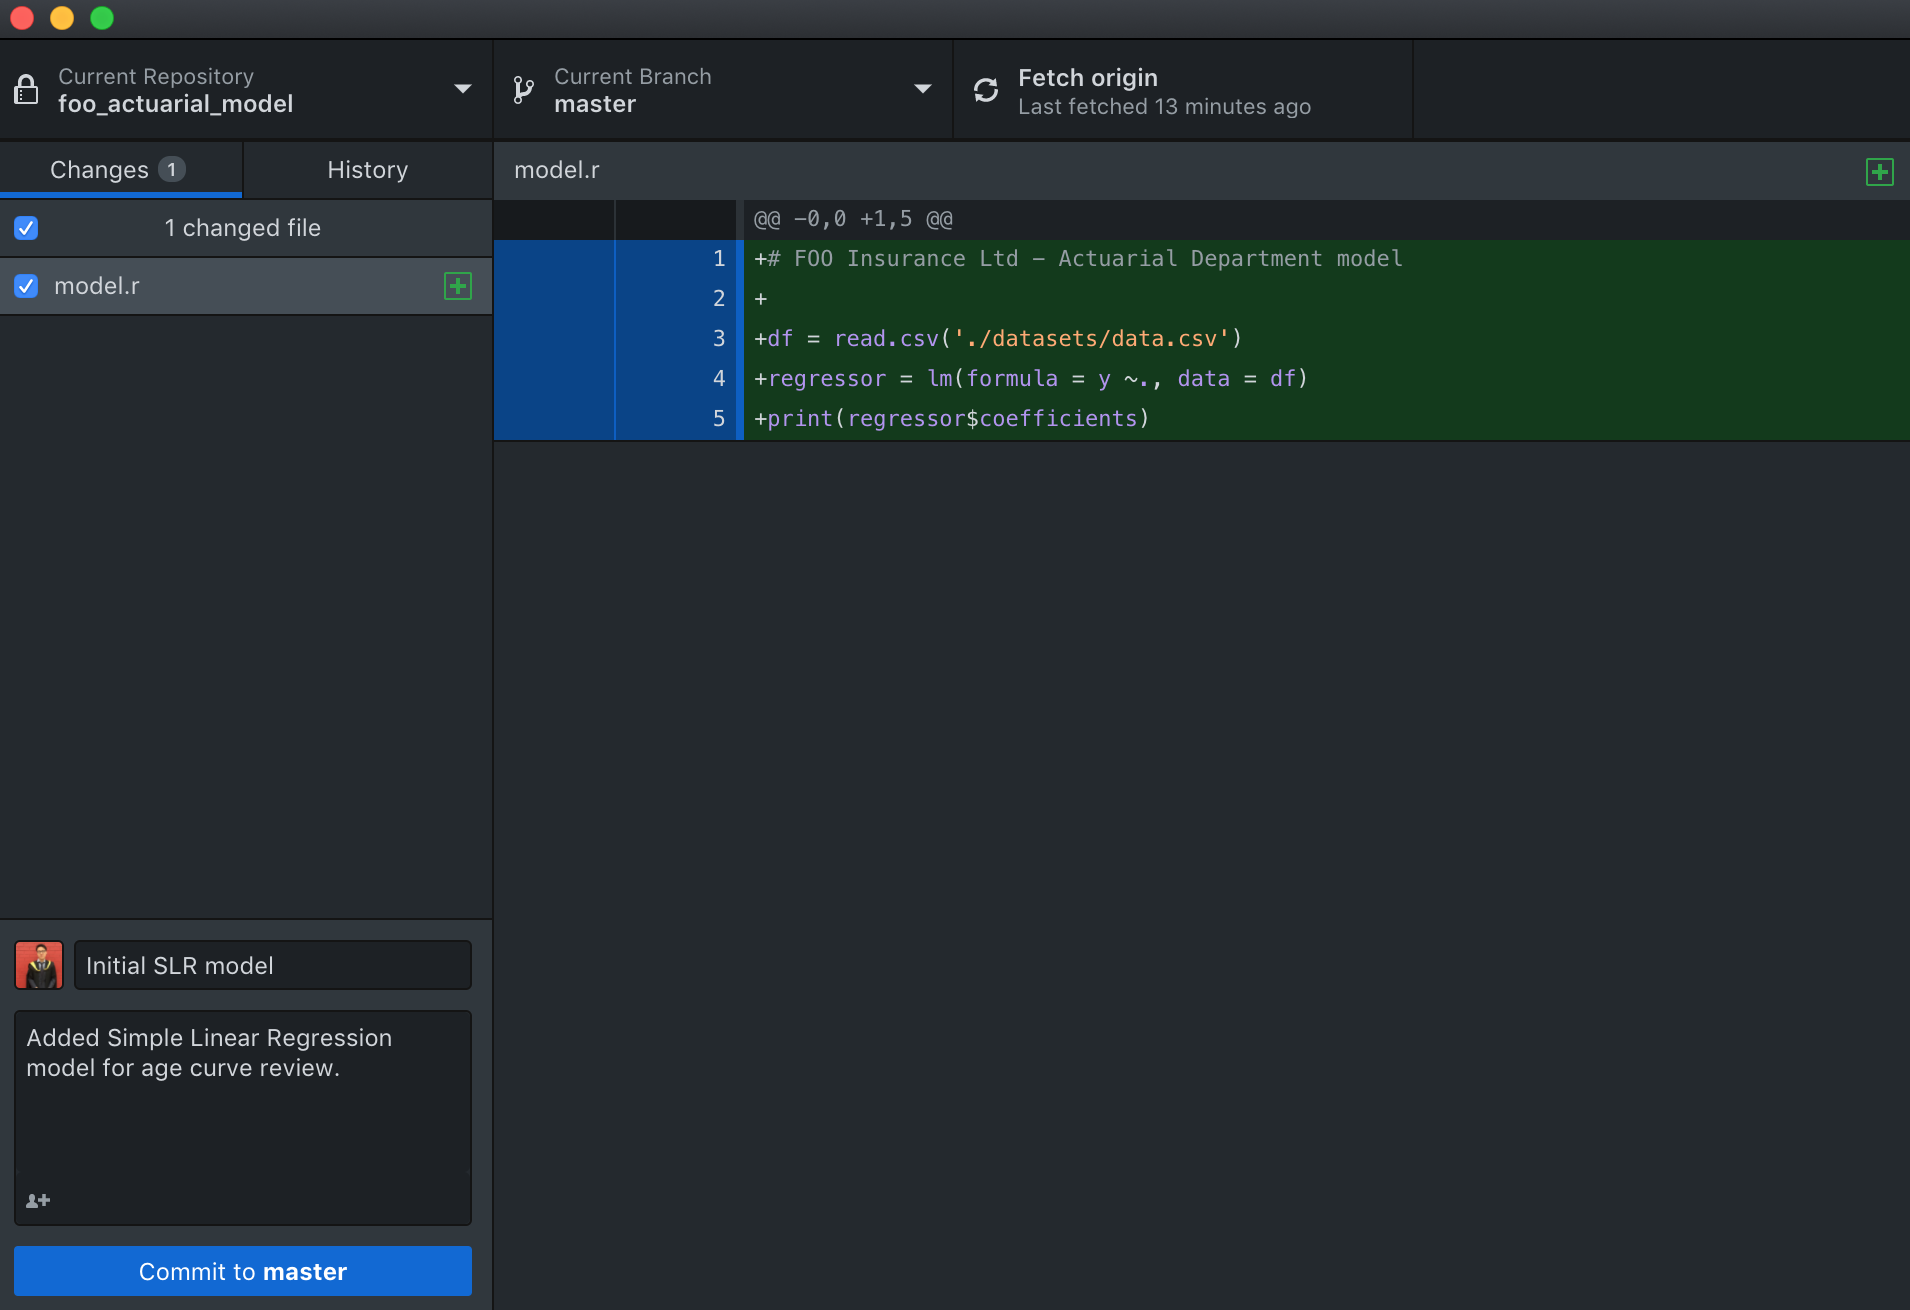 Current Repository
foo_actuarial_model
Current Branch
master
Fetch origin
Last fetched 13 minutes ago
Changes 1
History
model.r
1 changed file
model.r
@@ -0,0 +1,5 @@
1 +# FOO Insurance Ltd - Actuarial Department model
2 +
3 +df = read.csv('./datasets/data.csv')
4 +regressor = lm(formula = y ~., data = df)
5 +print(regressor$coefficients)
Initial SLR model
Added Simple Linear Regression
model for age curve review.
Commit to master